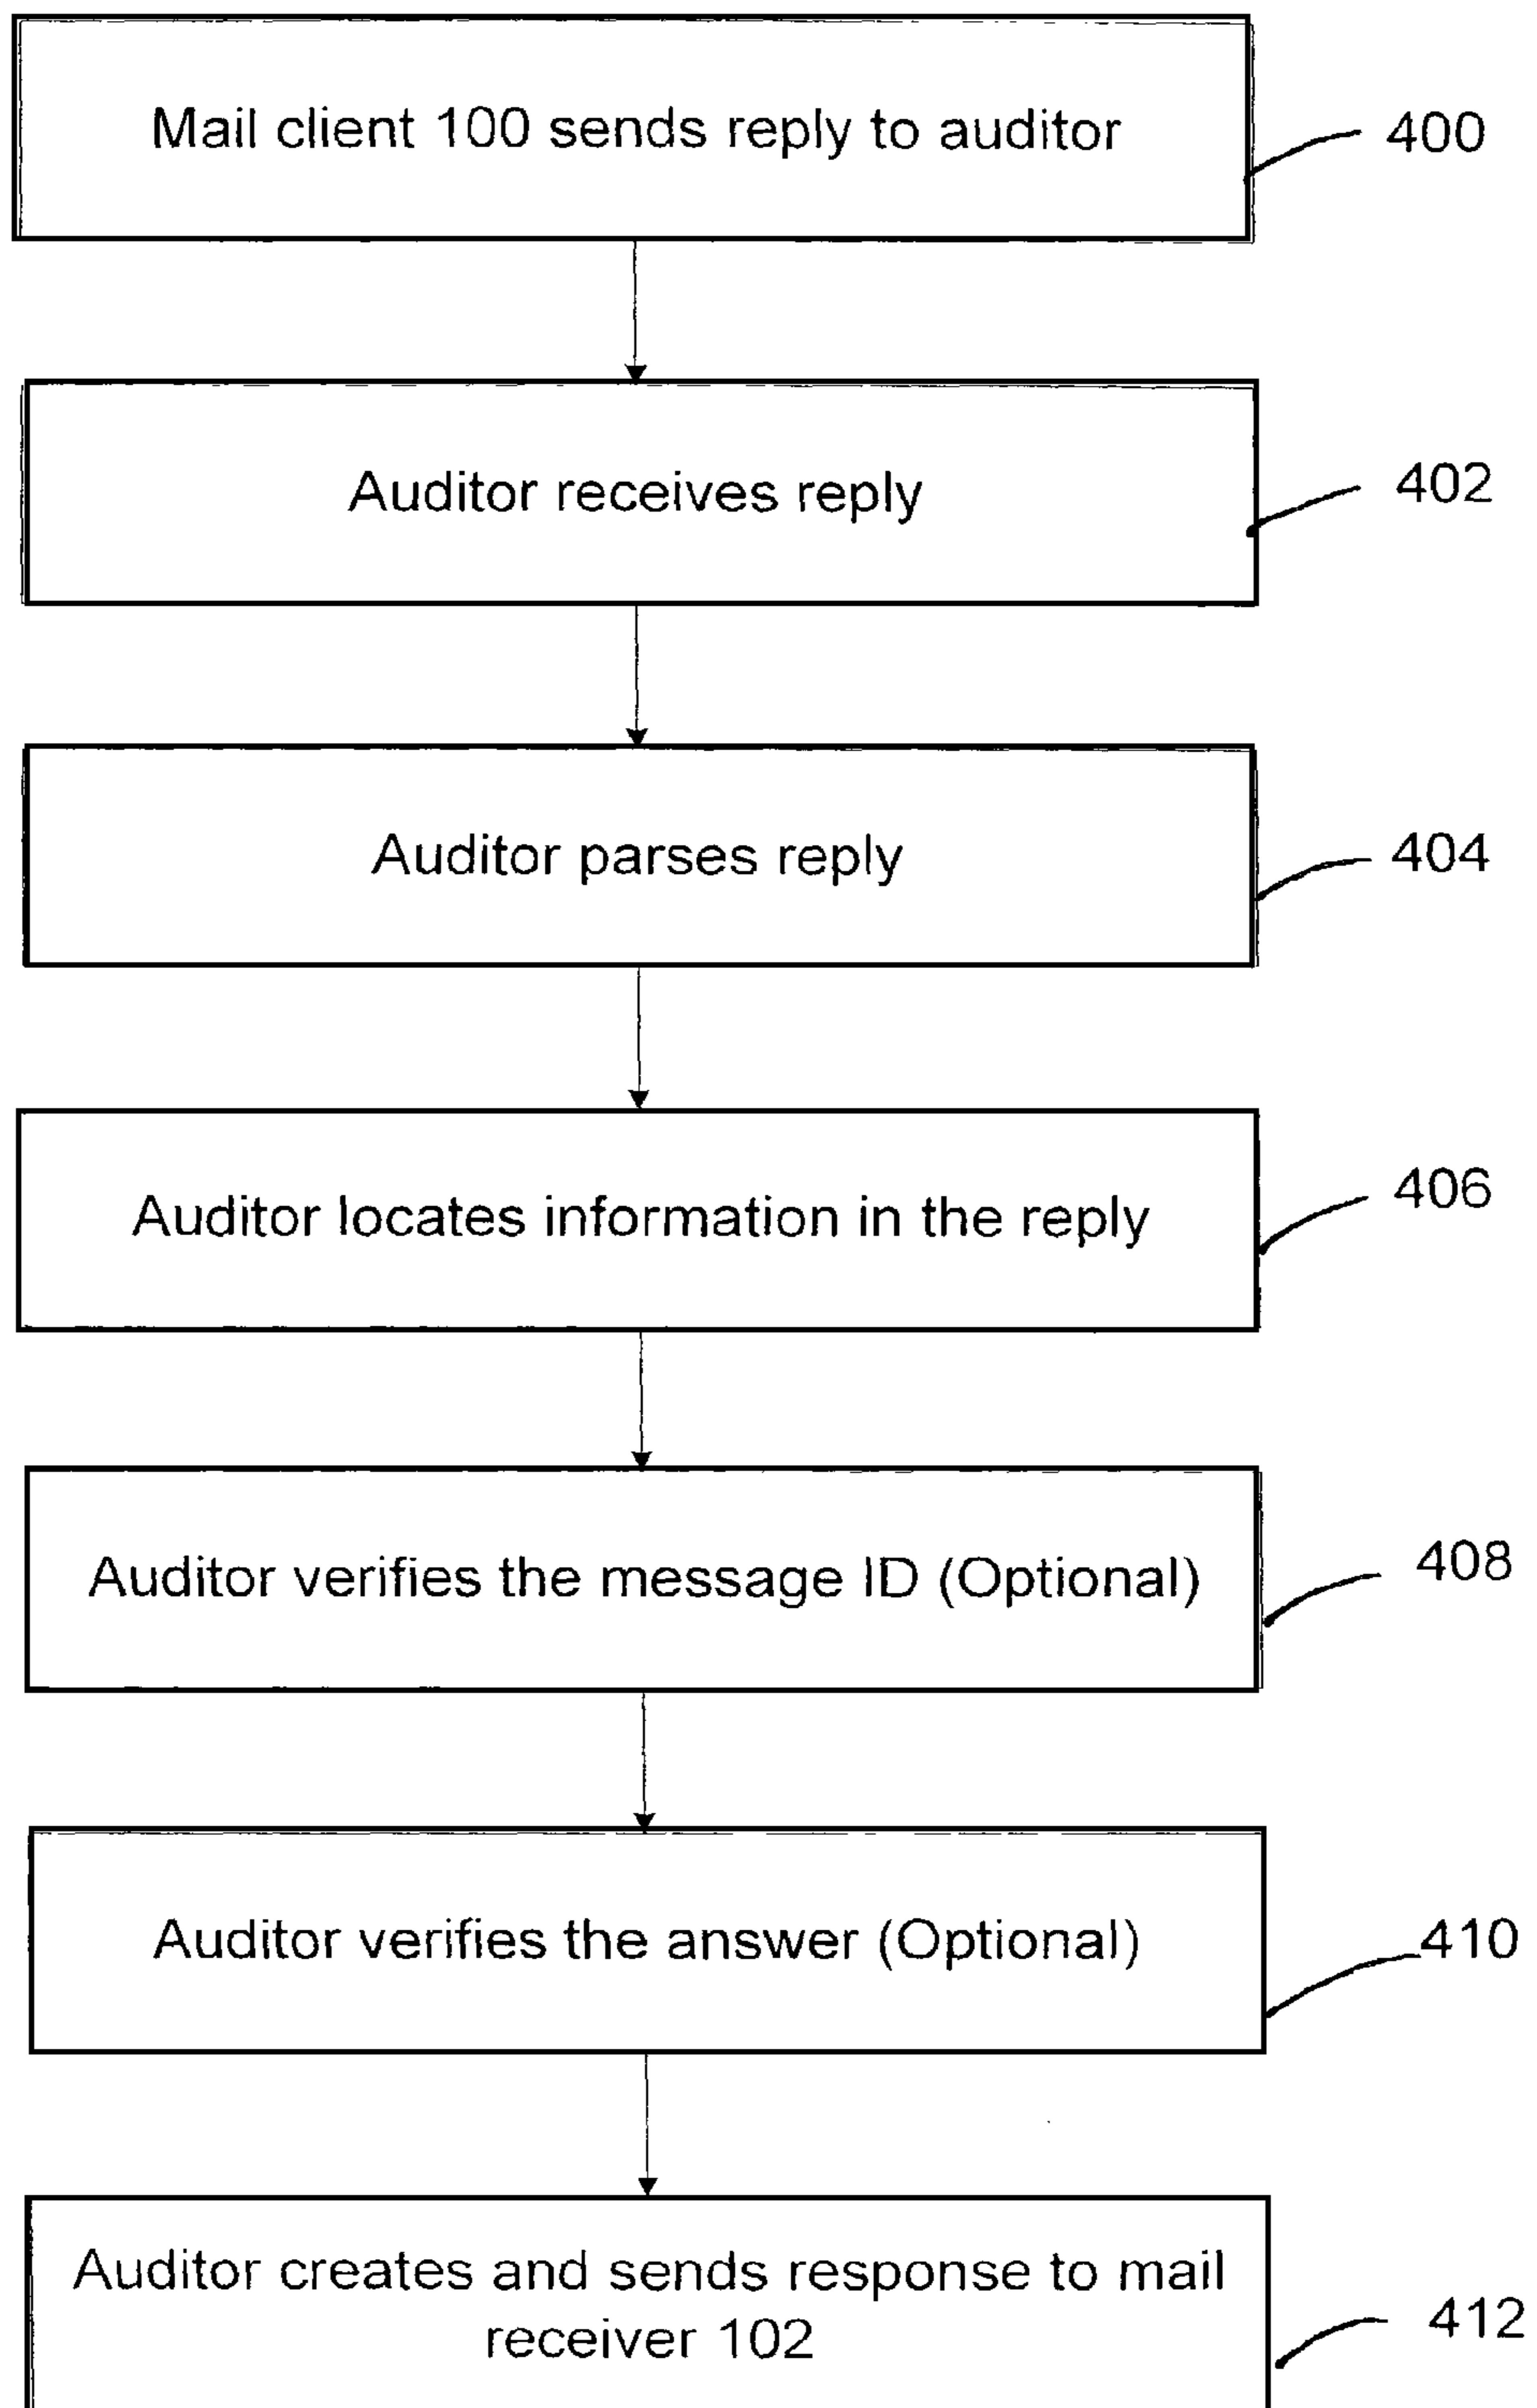 Mail client 100 sends reply to auditor
400
Auditor receives reply
402
Auditor parses reply
404
Auditor locates information in the reply
406
Auditor verifies the message ID (Optional)
408
Auditor verifies the answer (Optional)
410
Auditor creates and sends response to mail
receiver 102
412